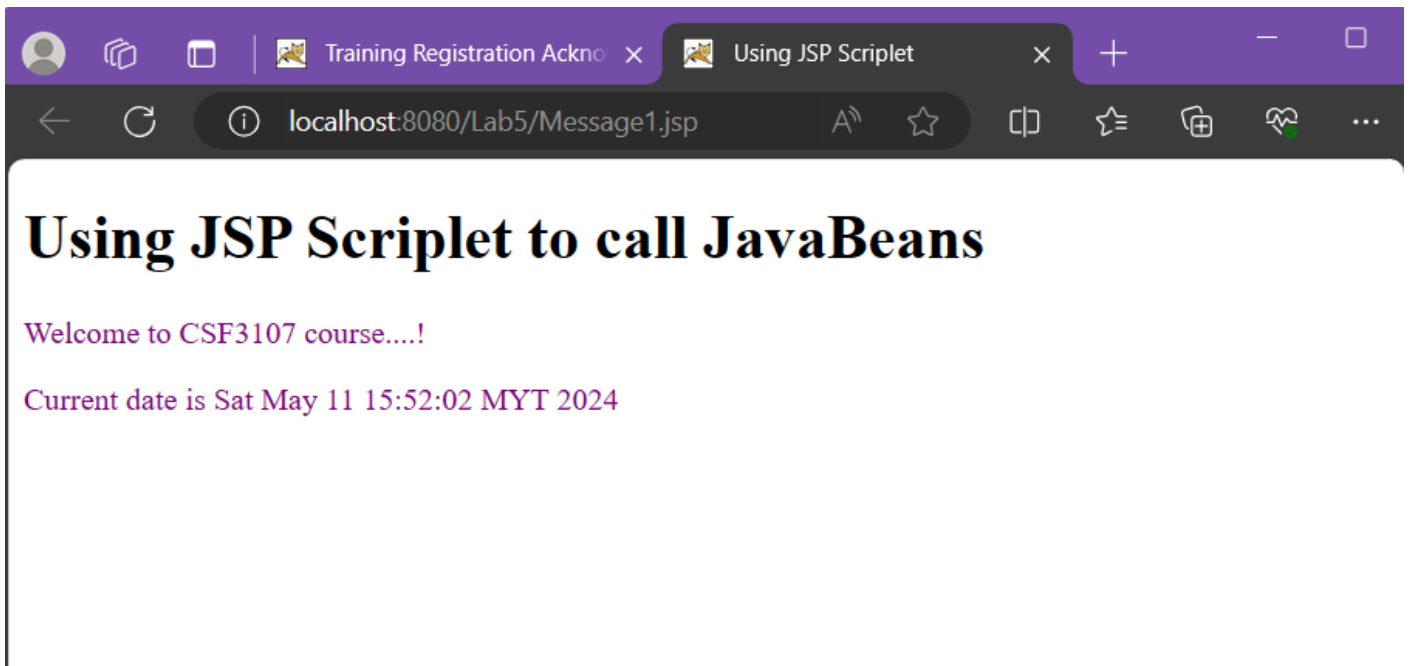 Training Registration Ackno
Using JSP Scriplet
localhost:8080/Lab5/Message1.jsp
Using JSP Scriplet to call JavaBeans
Welcome to CSF3107 course....!
Current date is Sat May 11 15:52:02 MYT 2024